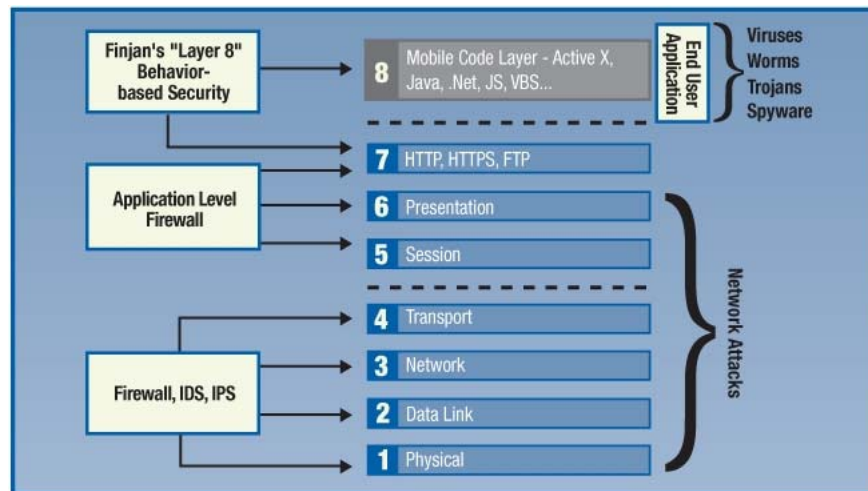 Finjan's "Layer 8"
Behavior-
based Security
Application Level
Firewall
Firewall, IDS, IPS
8 Mobile Code Layer - Active X,
Java, .Net, JS, VBS...
7 HTTP, HTTPS, FTP
6 Presentation
5 Session
4 Transport
3 Network
2 Data Link
1 Physical
End User
Application
Viruses
Worms
Trojans
Spyware
Network Attacks